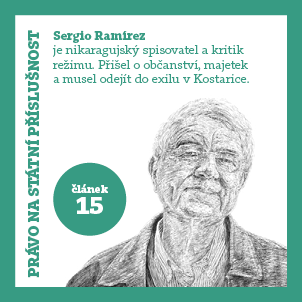 Sergio Ramírez
je nikaragujský spisovatel a kritik
režimu. Přišel o občanství, majetek
a musel odejít do exilu v Kostarice.
PRÁVO NA STÁTNÍ PŘÍSLUŠNOST
článek
15